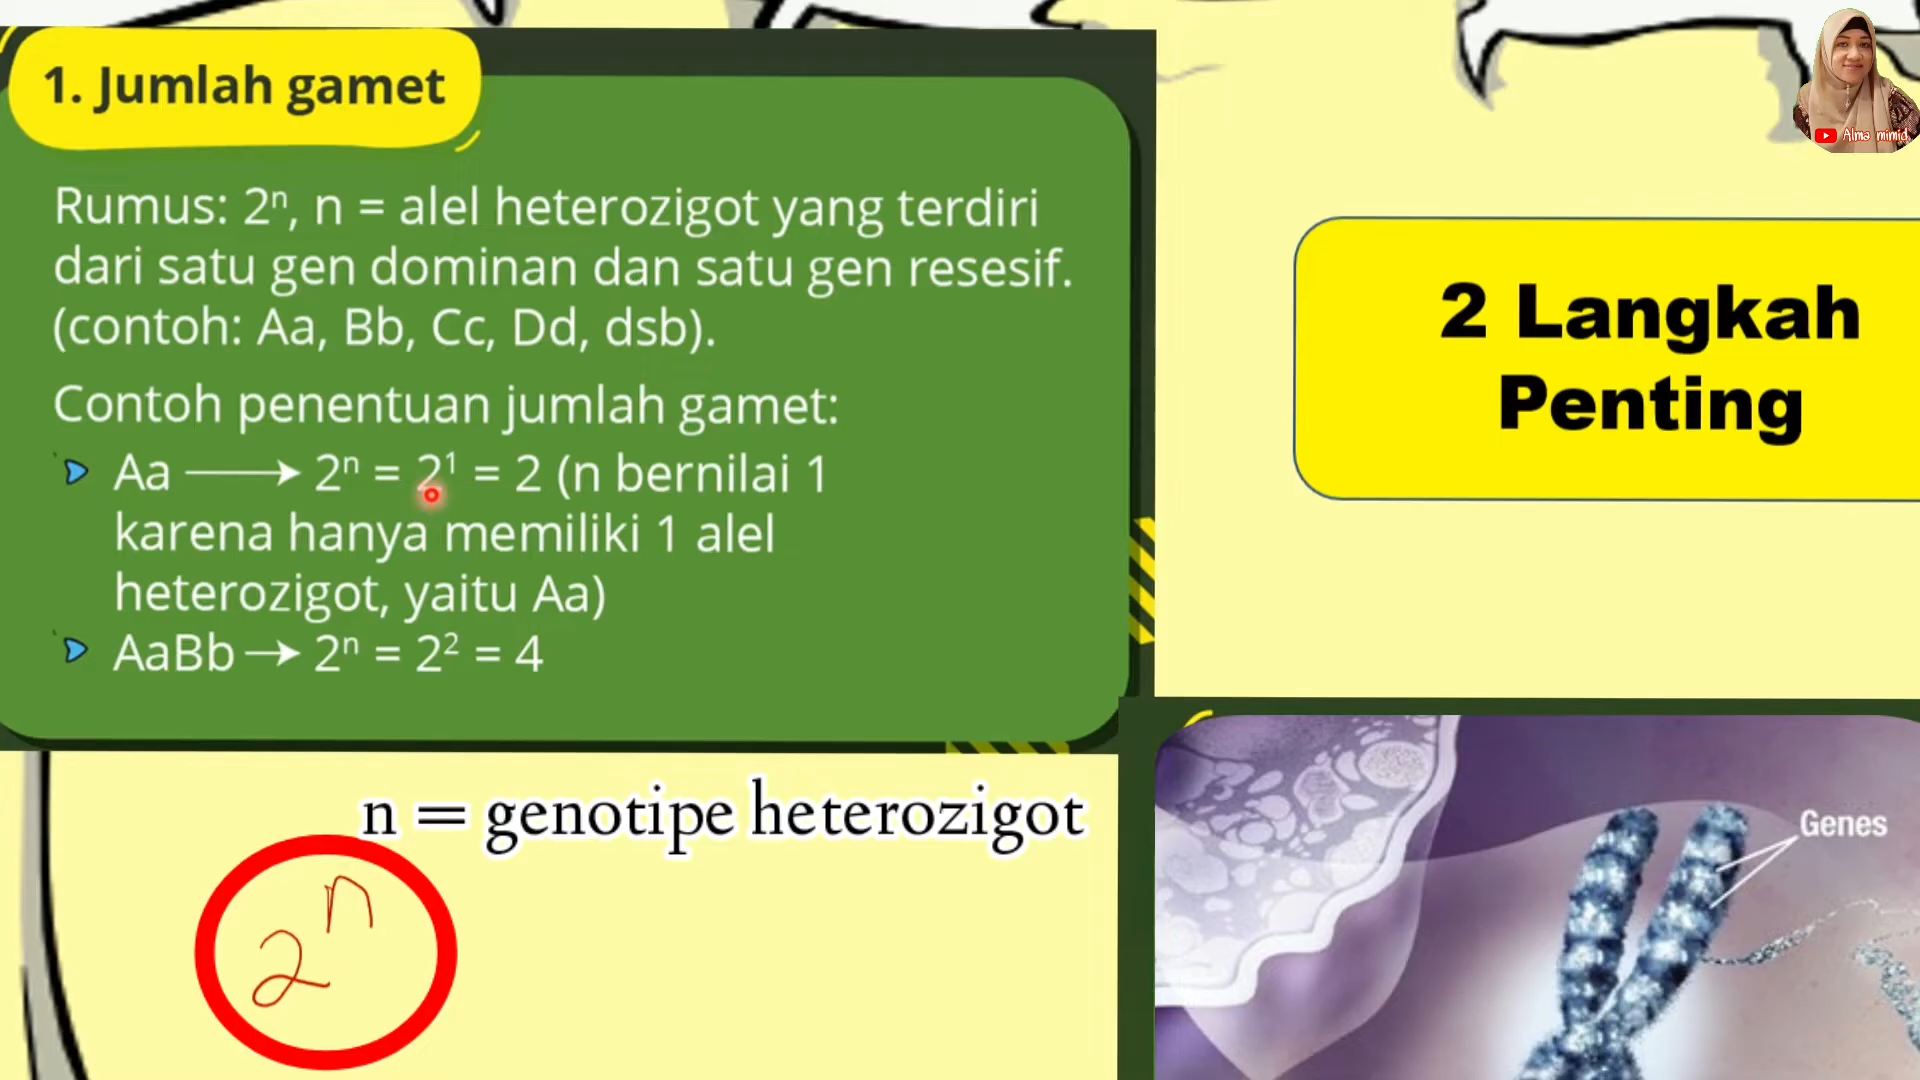 1. Jumlah gamet
Rumus: 2ⁿ, n = alel heterozigot yang terdiri
dari satu gen dominan dan satu gen resesif.
(contoh: Aa, Bb, Cc, Dd, dsb).
Contoh penentuan jumlah gamet:
Aa ⟶ 2ⁿ = 2¹ = 2 (n bernilai 1
karena hanya memiliki 1 alel
heterozigot, yaitu Aa)
AaBb → 2ⁿ = 2² = 4
n = genotipe heterozigot
2ⁿ
2 Langkah
Penting
Alma mimid
Genes